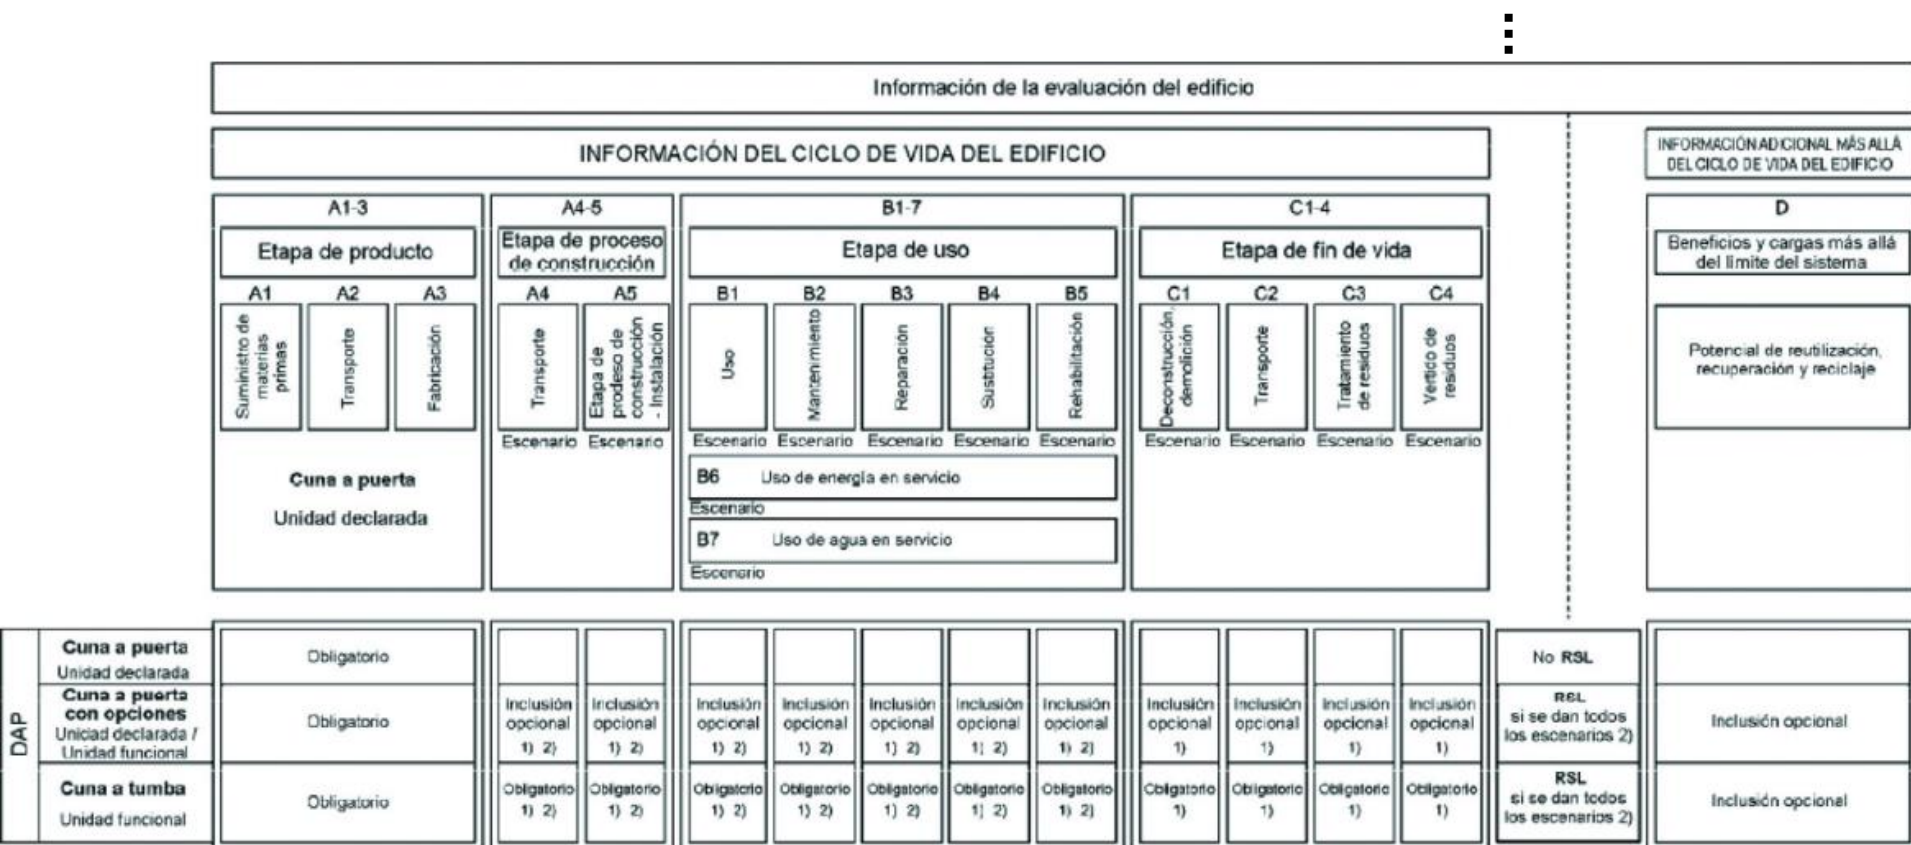 Información de la evaluación del edificio
INFORMACIÓN DEL CICLO DE VIDA DEL EDIFICIO
INFORMACIÓN ADICIONAL MÁS ALLÁ
DEL CICLO DE VIDA DEL EDIFICIO
A1-3
A4-5
B1-7
C1-4
D
Etapa de producto
Etapa de proceso
de construcción
Etapa de uso
Etapa de fin de vida
Beneficios y cargas más allá
del límite del sistema
A1
A2
A3
A4
A5
B1
B2
B3
B4
B5
C1
C2
C3
C4
Suministro de
materias
primas
Transporte
Fabricación
Transporte
Etapa de
prodeso de
construcción
- Instalación
Uso
Mantenimiento
Reparación
Sustitución
Rehabilitación
Deconstrucción,
demolición
Transporte
Tratamiento
de residuos
Vertido de
residuos
Potencial de reutilización,
recuperación y reciclaje
Escenario
Escenario
Escenario
Escenario
Escenario
Escenario
Escenario
Escenario
Escenario
Escenario
Escenario
Cuna a puerta
Unidad declarada
B6 Uso de energía en servicio
Escenario
B7 Uso de agua en servicio
Escenario
DAP
Cuna a puerta
Unidad declarada
Obligatorio
No RSL
Cuna a puerta
con opciones
Unidad declarada /
Unidad funcional
Obligatorio
Inclusión
opcional
1) 2)
Inclusión
opcional
1) 2)
Inclusión
opcional
1) 2)
Inclusión
opcional
1) 2)
Inclusión
opcional
1) 2)
Inclusión
opcional
1) 2)
Inclusión
opcional
1) 2)
Inclusión
opcional
1)
Inclusión
opcional
1)
Inclusión
opcional
1)
Inclusión
opcional
1)
RSL
si se dan todos
los escenarios 2)
Inclusión opcional
Cuna a tumba
Unidad funcional
Obligatorio
Obligatorio
1) 2)
Obligatorio
1) 2)
Obligatorio
1) 2)
Obligatorio
1) 2)
Obligatorio
1) 2)
Obligatorio
1) 2)
Obligatorio
1) 2)
Obligatorio
1)
Obligatorio
1)
Obligatorio
1)
Obligatorio
1)
RSL
si se dan todos
los escenarios 2)
Inclusión opcional